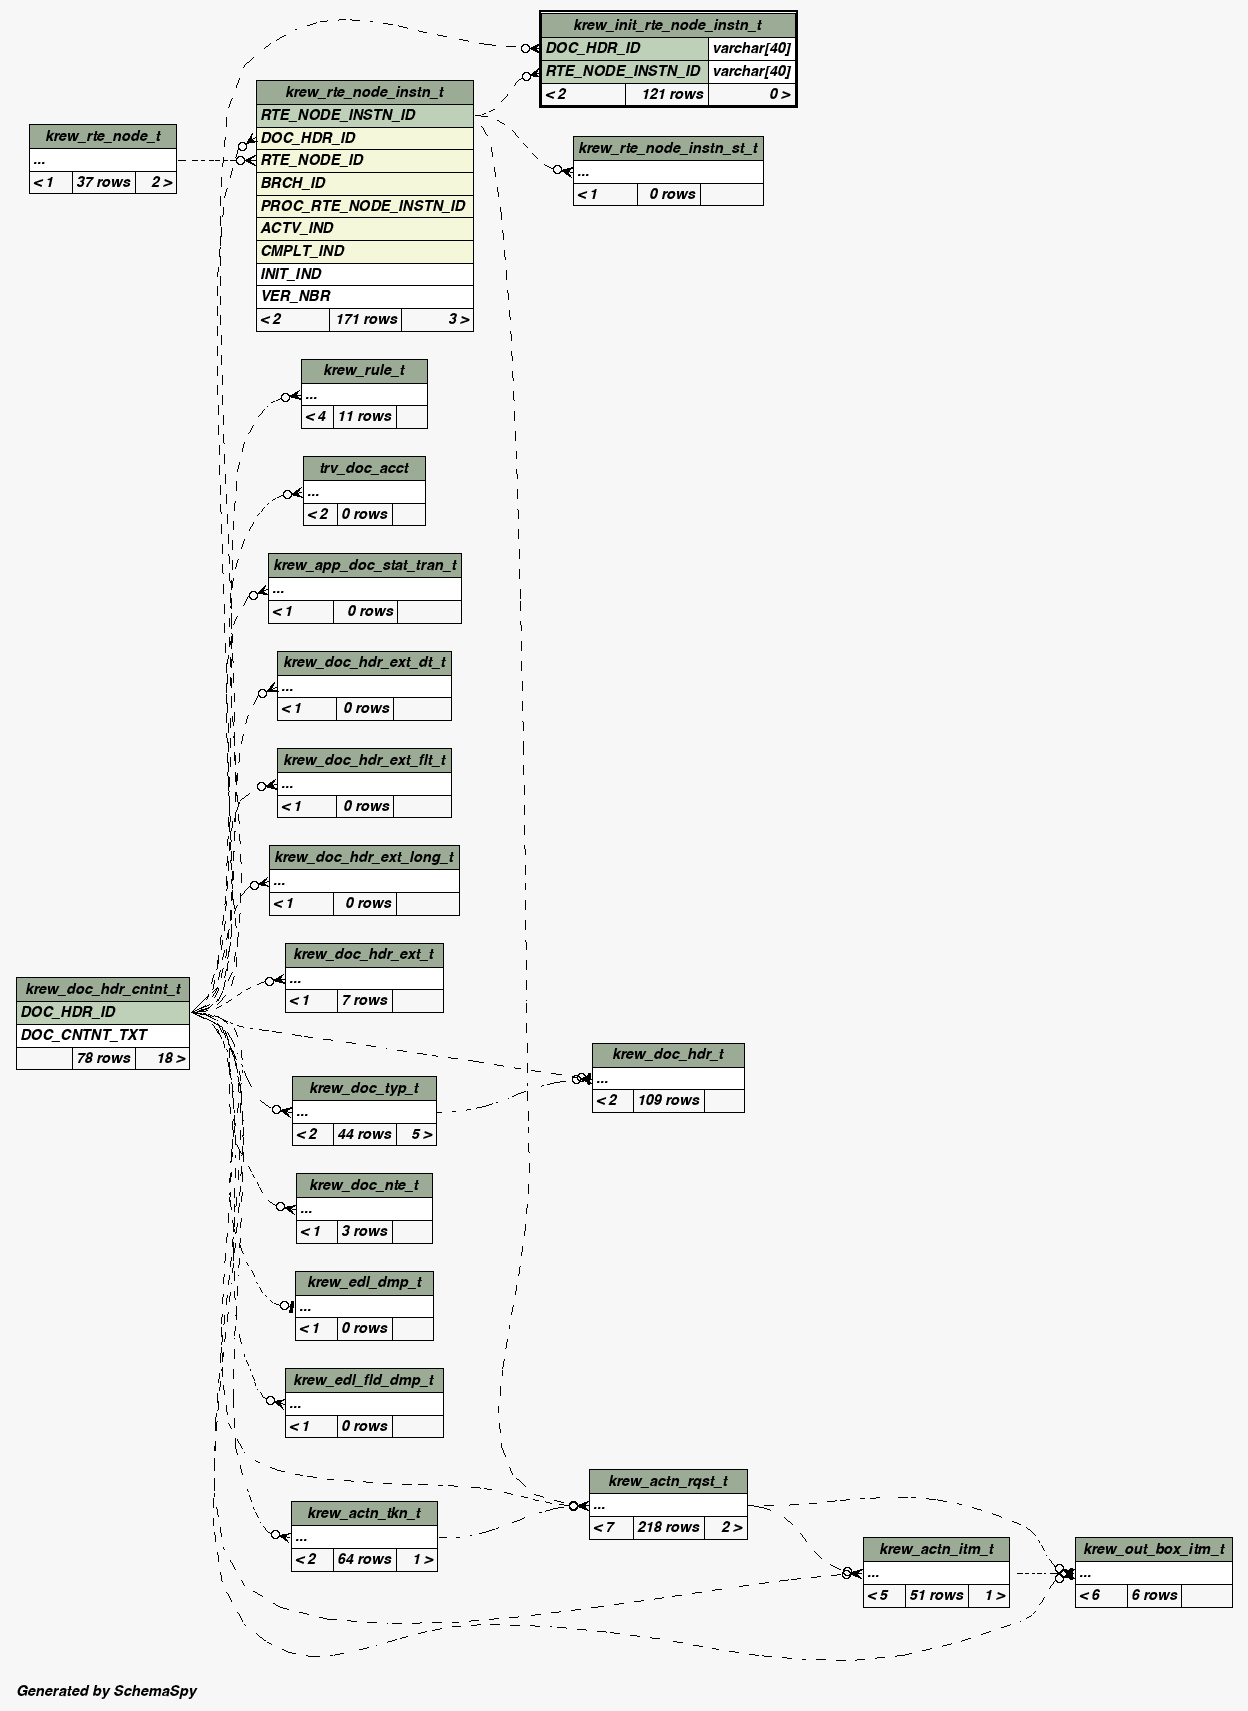 krew_init_rte_node_instn_t
DOC_HDR_ID varchar[40]
RTE_NODE_INSTN_ID varchar[40]
< 2 121 rows 0 >
krew_rte_node_instn_t
RTE_NODE_INSTN_ID
DOC_HDR_ID
RTE_NODE_ID
BRCH_ID
PROC_RTE_NODE_INSTN_ID
ACTV_IND
CMPLT_IND
INIT_IND
VER_NBR
< 2 171 rows 3 >
krew_rte_node_t
...
< 1 37 rows 2 >
krew_rte_node_instn_st_t
...
< 1 0 rows
krew_rule_t
...
< 4 11 rows
trv_doc_acct
...
< 2 0 rows
krew_app_doc_stat_tran_t
...
< 1 0 rows
krew_doc_hdr_ext_dt_t
...
< 1 0 rows
krew_doc_hdr_ext_flt_t
...
< 1 0 rows
krew_doc_hdr_ext_long_t
...
< 1 0 rows
krew_doc_hdr_ext_t
...
< 1 7 rows
krew_doc_hdr_cntnt_t
DOC_HDR_ID
DOC_CNTNT_TXT
78 rows 18 >
krew_doc_hdr_t
...
< 2 109 rows
krew_doc_typ_t
...
< 2 44 rows 5 >
krew_doc_nte_t
...
< 1 3 rows
krew_edl_dmp_t
...
< 1 0 rows
krew_edl_fld_dmp_t
...
< 1 0 rows
krew_actn_rqst_t
...
< 7 218 rows 2 >
krew_actn_tkn_t
...
< 2 64 rows 1 >
krew_actn_itm_t
...
< 5 51 rows 1 >
krew_out_box_itm_t
...
< 6 6 rows
Generated by SchemaSpy